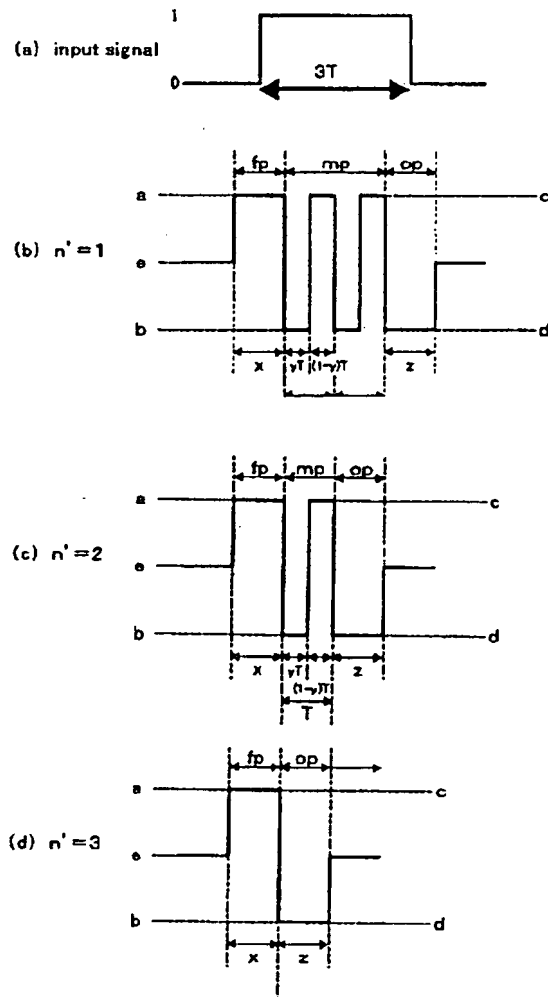 1
(a) input signal
3T
0
fp mp op
a c
(b) n'=1
e
b d
x yT (1-y)T z
fp mp op
a c
(c) n'=2
e
b d
x yT z
(1-y)T
T
fp op
a c
(d) n'=3
e
b d
x z